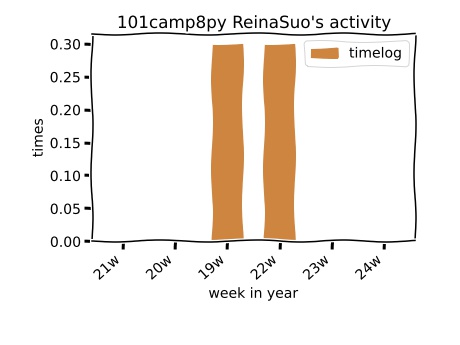 101camp8py ReinaSuo's activity
timelog
times
0.30
0.25
0.20
0.15
0.10
0.05
0.00
21w 20w 19w 22w 23w 24w
week in year